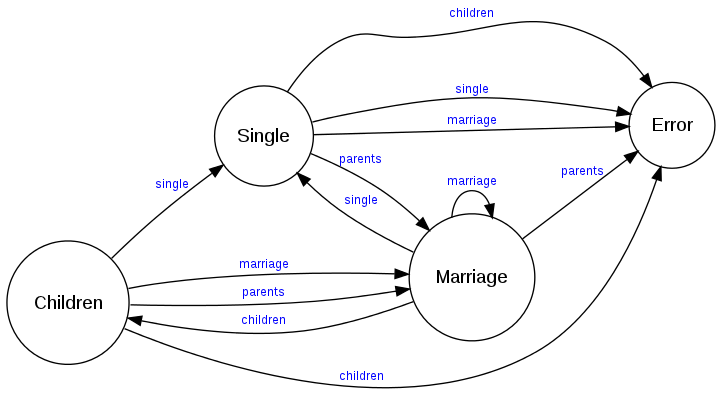 children
single
marriage
Single
Error
parents
single
single
marriage
parents
Marriage
marriage
parents
Children
children
children